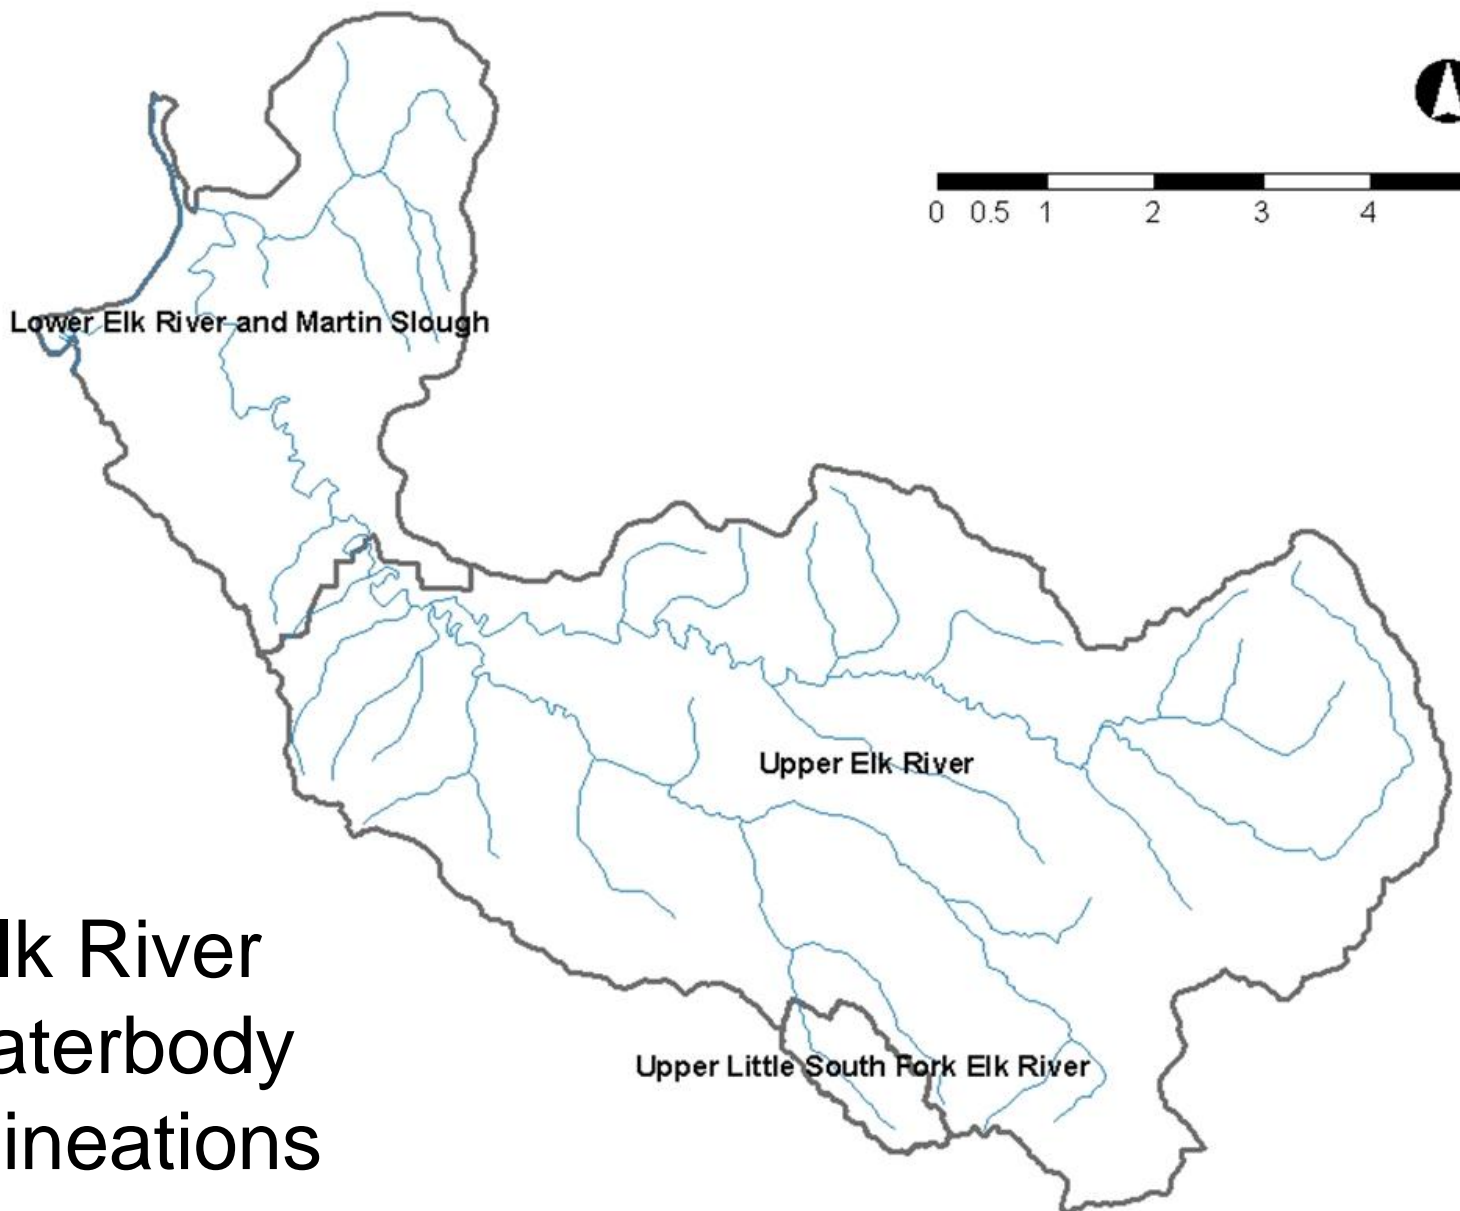 0 0.5 1 2 3 4
Lower Elk River and Martin Slough
Upper Elk River
Upper Little South Fork Elk River
lk River
aterbody
ineations